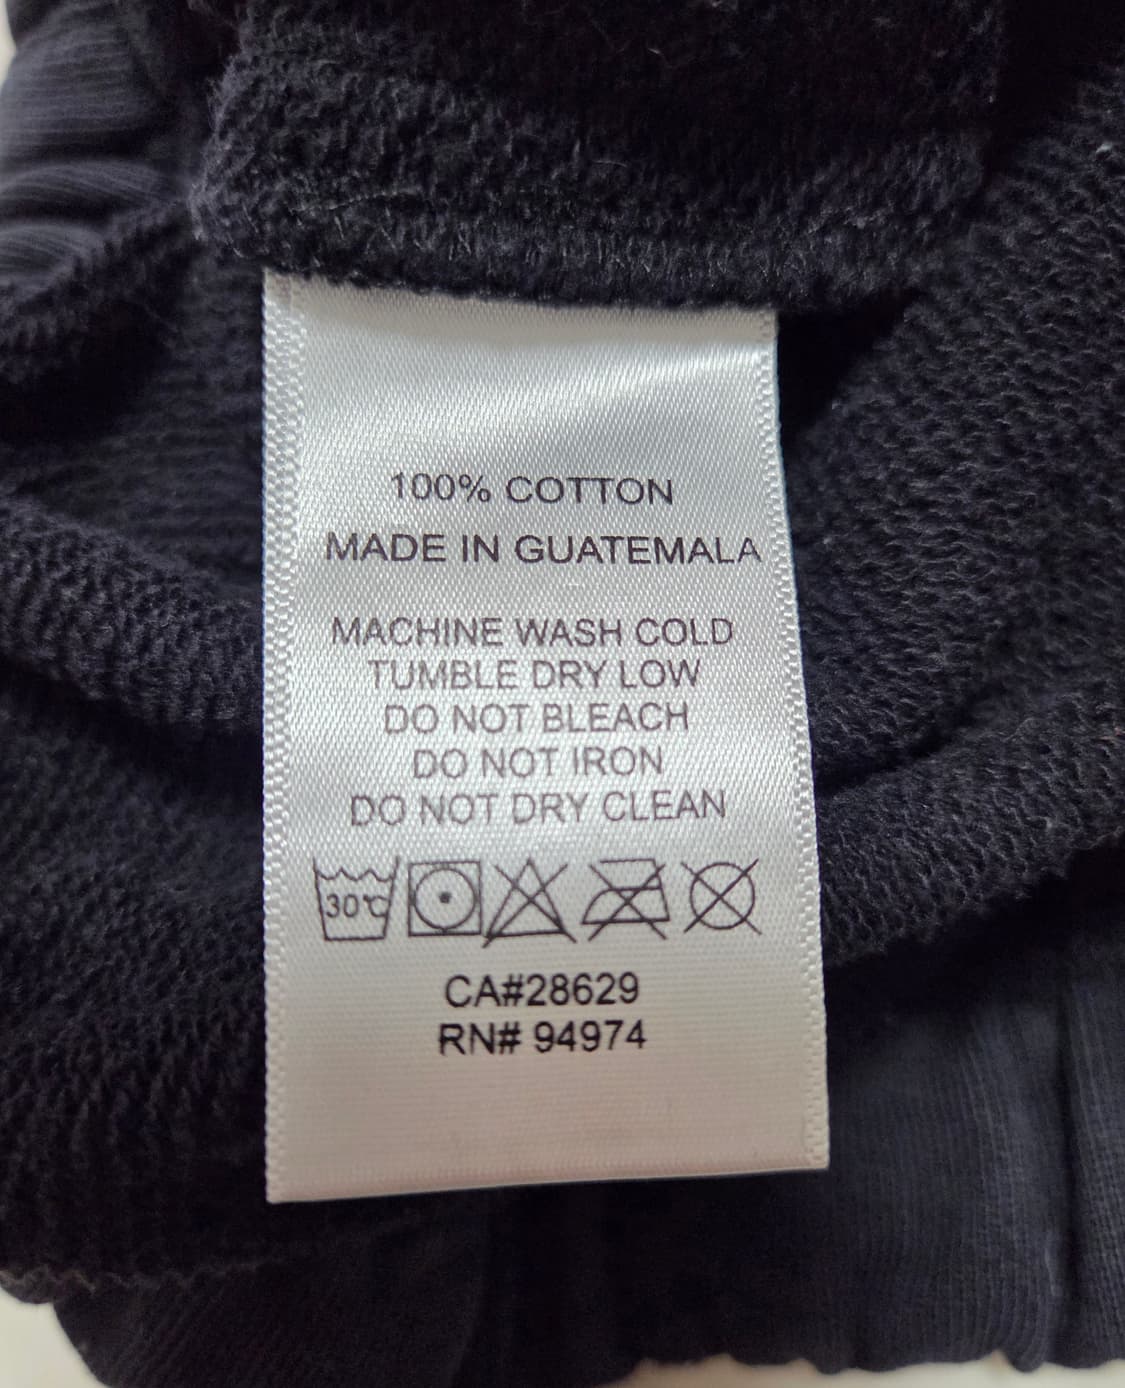 100% COTTON
MADE IN GUATEMALA
MACHINE WASH COLD
TUMBLE DRY LOW
DO NOT BLEACH
DO NOT IRON
DO NOT DRY CLEAN
30°C
CA#28629
RN# 94974